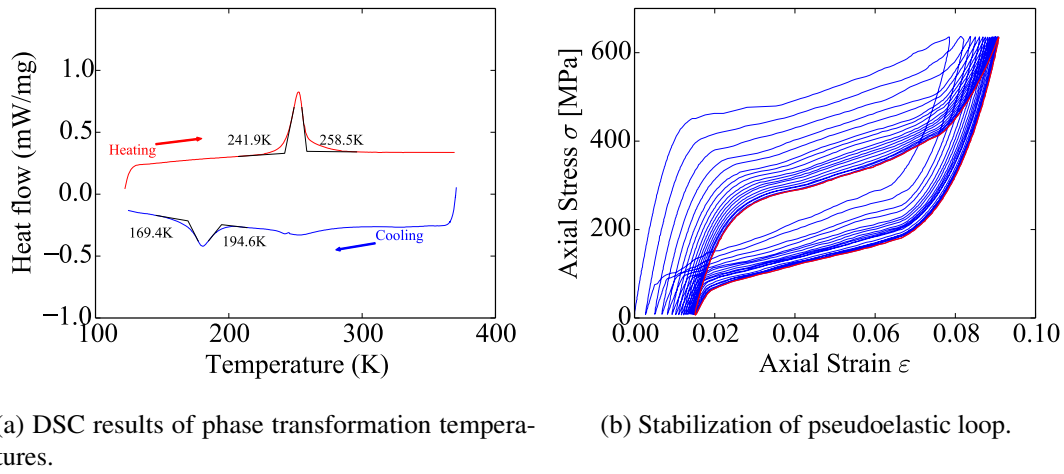 Heat flow (mW/mg)
1.0
0.5
0.0
−0.5
−1.0
100
200
300
400
Temperature (K)
Heating
241.9K
258.5K
169.4K
194.6K
Cooling
Axial Stress σ [MPa]
600
400
200
0
0.00
0.02
0.04
0.06
0.08
0.10
Axial Strain ε
(a) DSC results of phase transformation tempera-
tures.
(b) Stabilization of pseudoelastic loop.